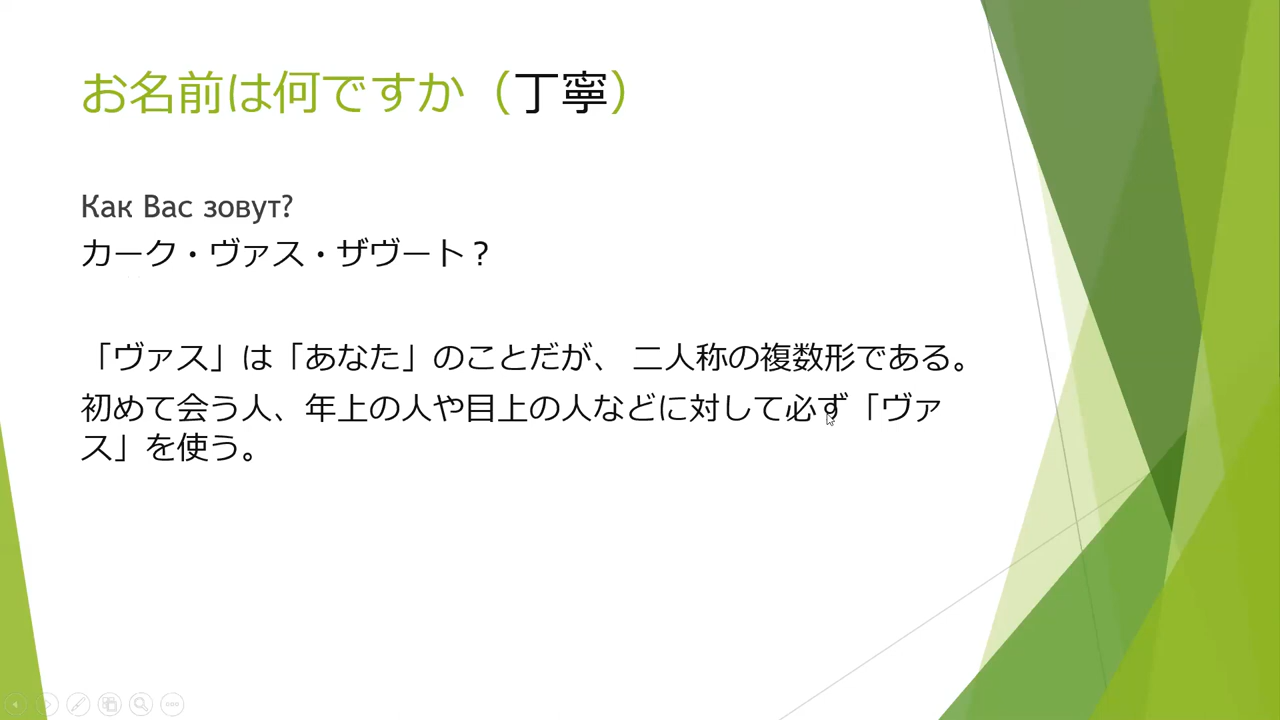 お名前は何ですか（丁寧）
Как Вас зовут?
カーク・ヴァス・ザヴート？
「ヴァス」は「あなた」のことだが、 二人称の複数形である。
初めて会う人、年上の人や目上の人などに対して必ず「ヴァ
ス」を使う。